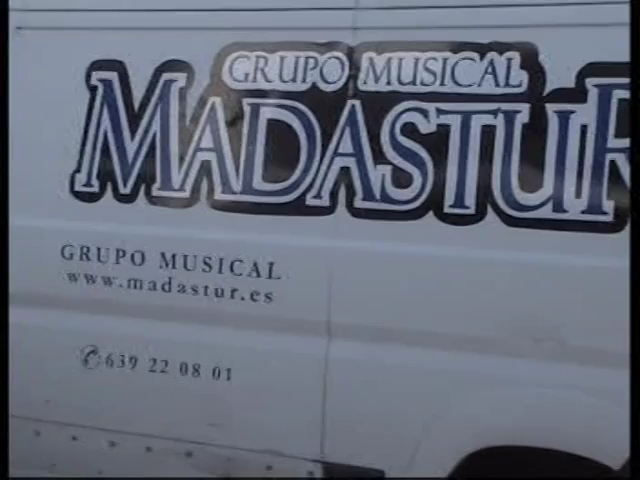 GRUPO MUSICAL
MADASTUR
GRUPO MUSICAL
www.madastur.es
✆ 639 22 08 01